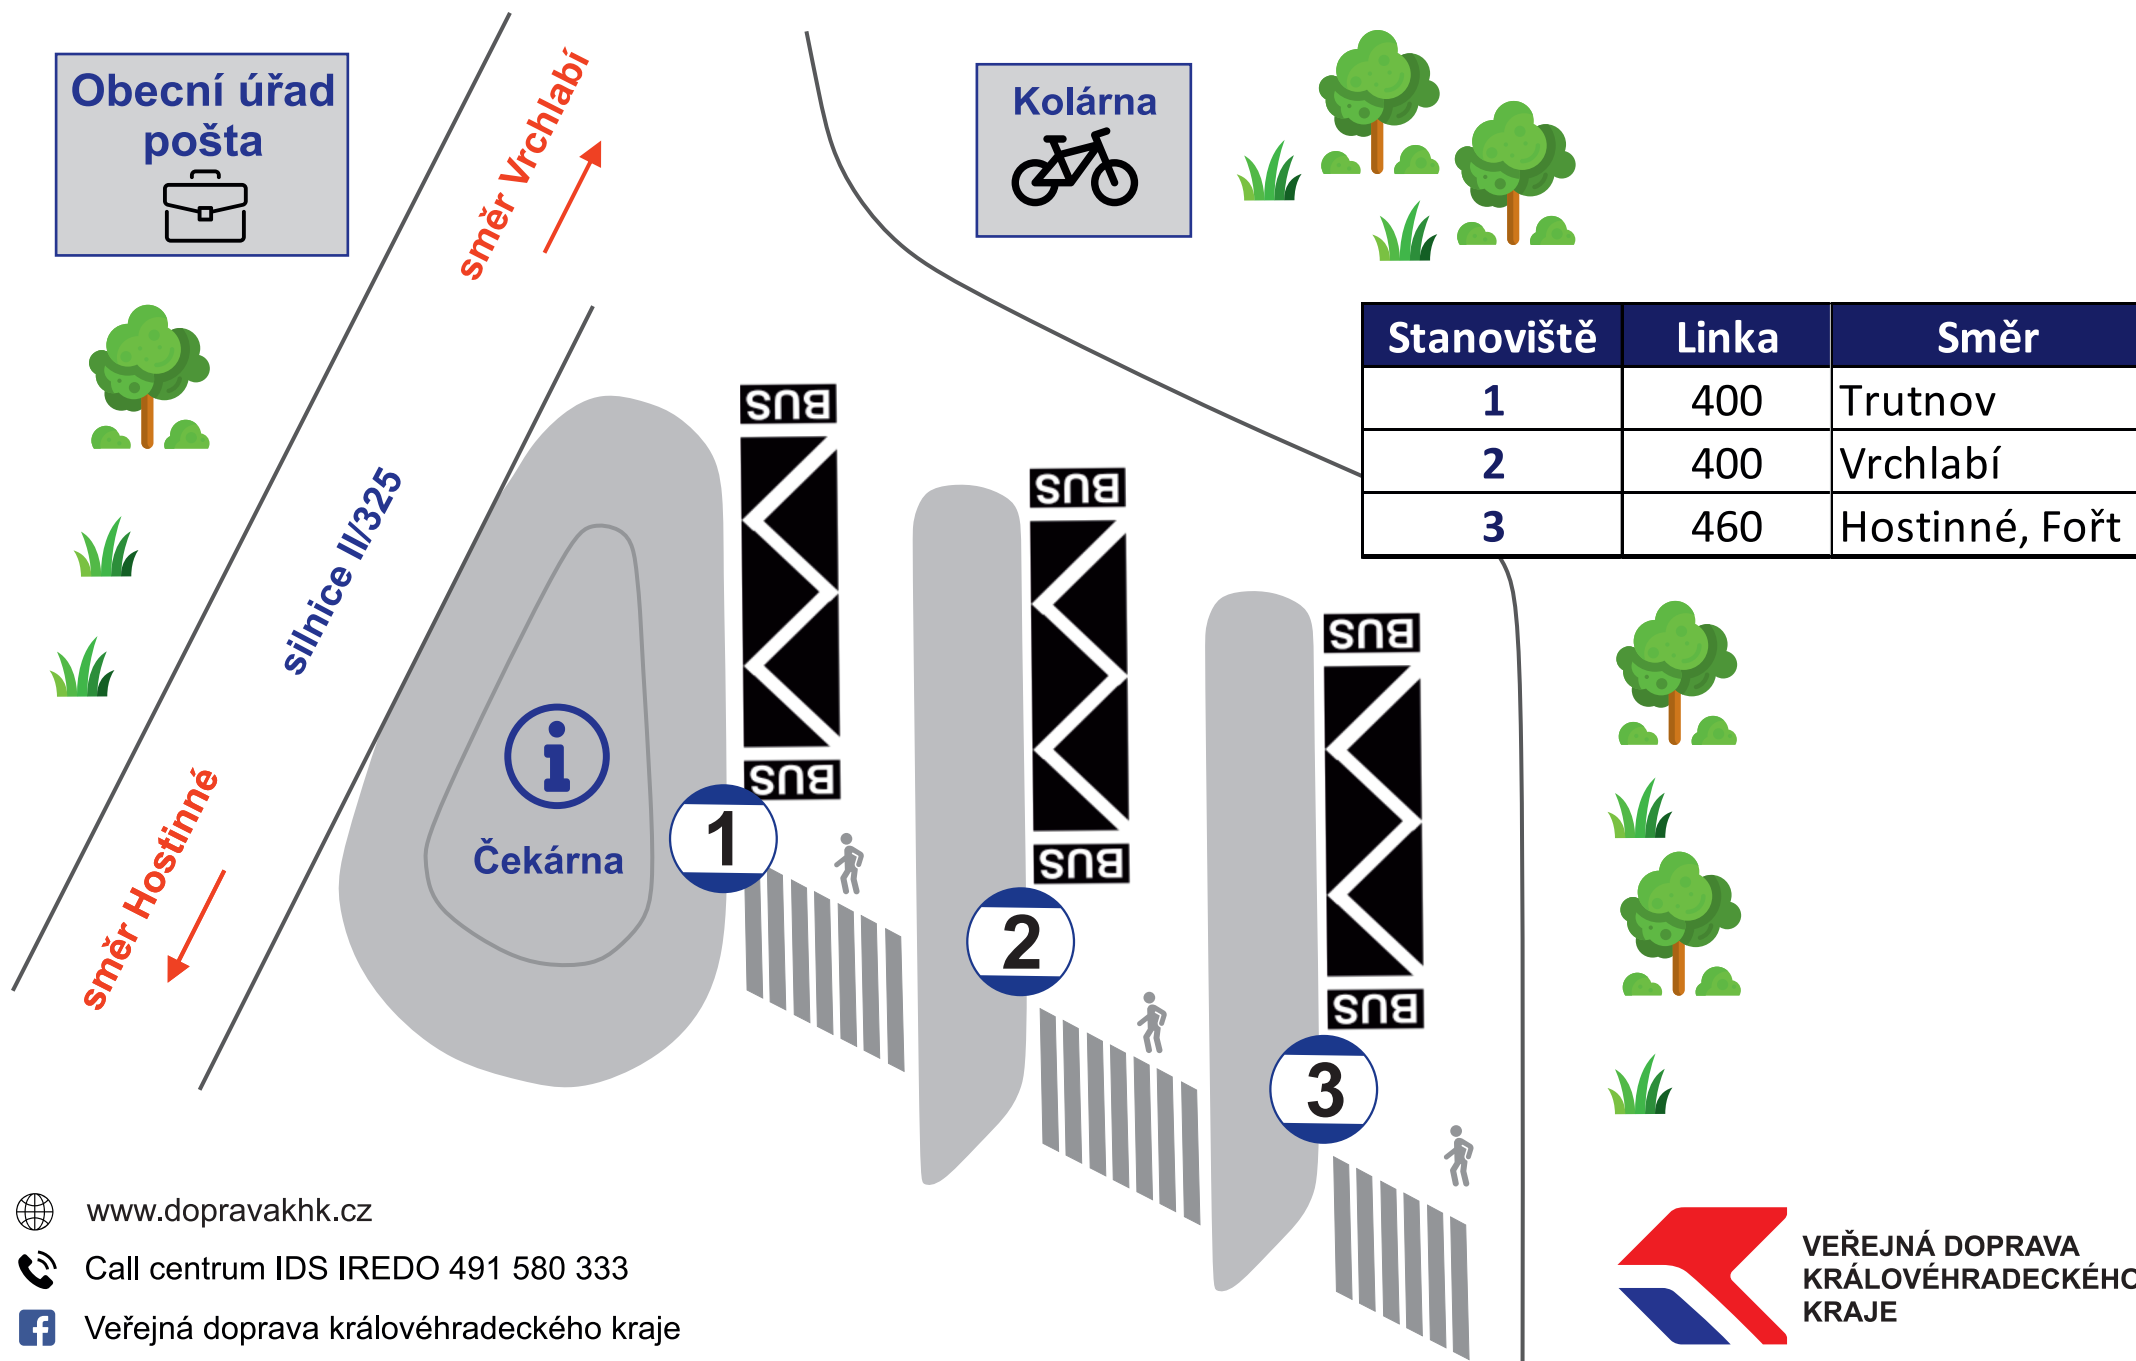 Obecní úřad
pošta
směr Vrchlabí
Kolárna
Stanoviště Linka Směr
1 400 Trutnov
2 400 Vrchlabí
3 460 Hostinné, Fořt
silnice II/325
směr Hostinné
BUS
BUS
BUS
BUS
BUS
BUS
Čekárna
1
2
3
www.dopravakhk.cz
Call centrum IDS IREDO 491 580 333
Veřejná doprava královéhradeckého kraje
VEŘEJNÁ DOPRAVA
KRÁLOVÉHRADECKÉHO
KRAJE